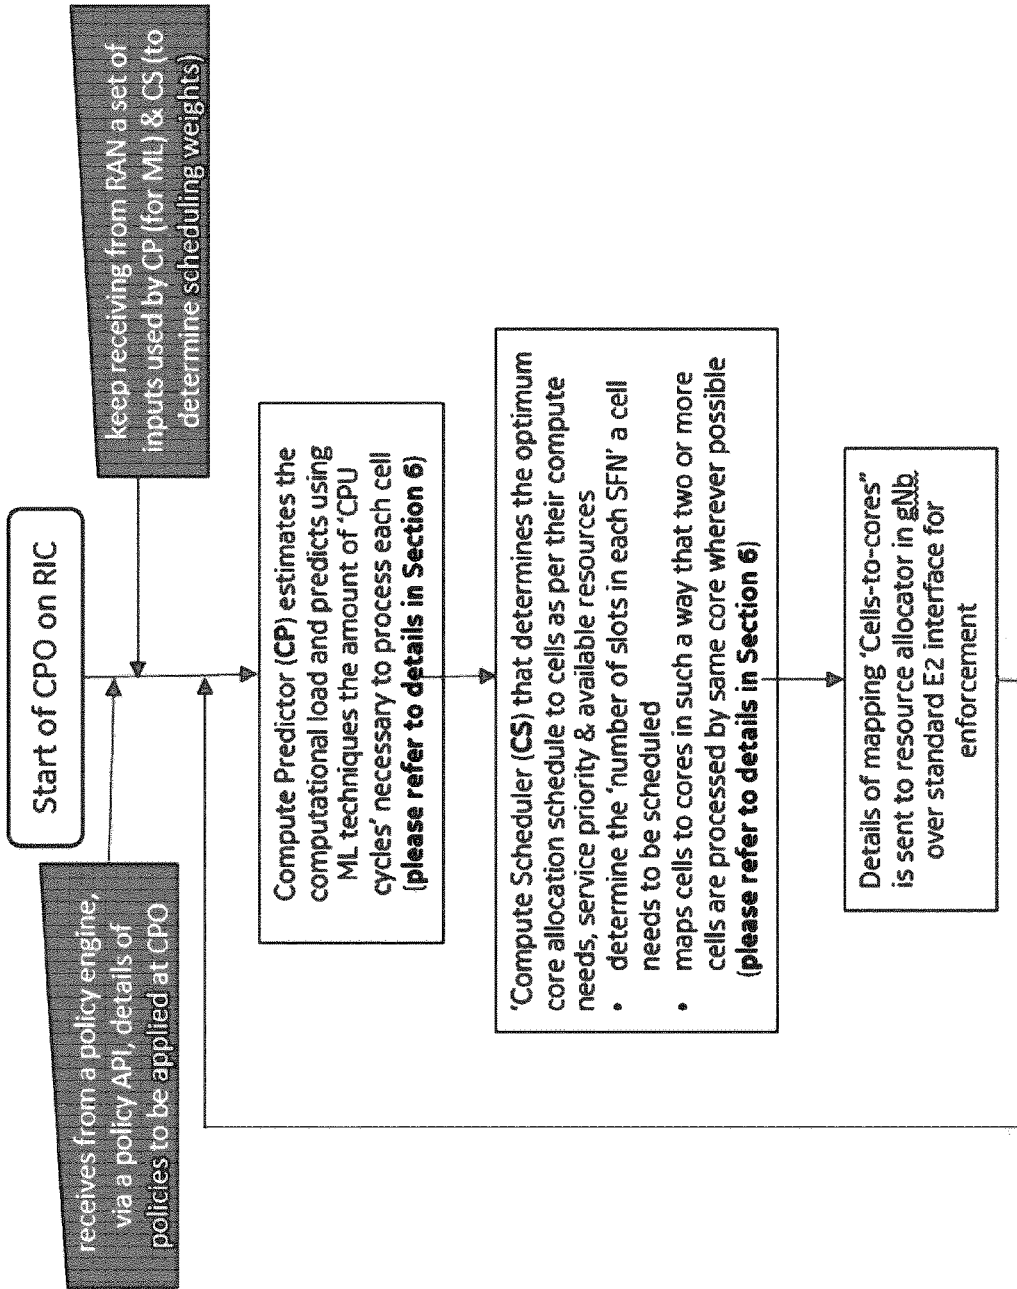 Start of CPO on RIC
receives from a policy engine,
via a policy API, details of
policies to be applied at CPO
keep receiving from RAN a set of
inputs used by CP (for ML) & CS (to
determine scheduling weights)
Compute Predictor (CP) estimates the
computational load and predicts using
ML techniques the amount of 'CPU
cycles' necessary to process each cell
(please refer to details in Section 6)
'Compute Scheduler (CS) that determines the optimum
core allocation schedule to cells as per their compute
needs, service priority & available resources
• determine the 'number of slots in each SFN' a cell
needs to be scheduled
• maps cells to cores in such a way that two or more
cells are processed by same core wherever possible
(please refer to details in Section 6)
Details of mapping 'Cells-to-cores"
is sent to resource allocator in gNb
over standard E2 interface for
enforcement